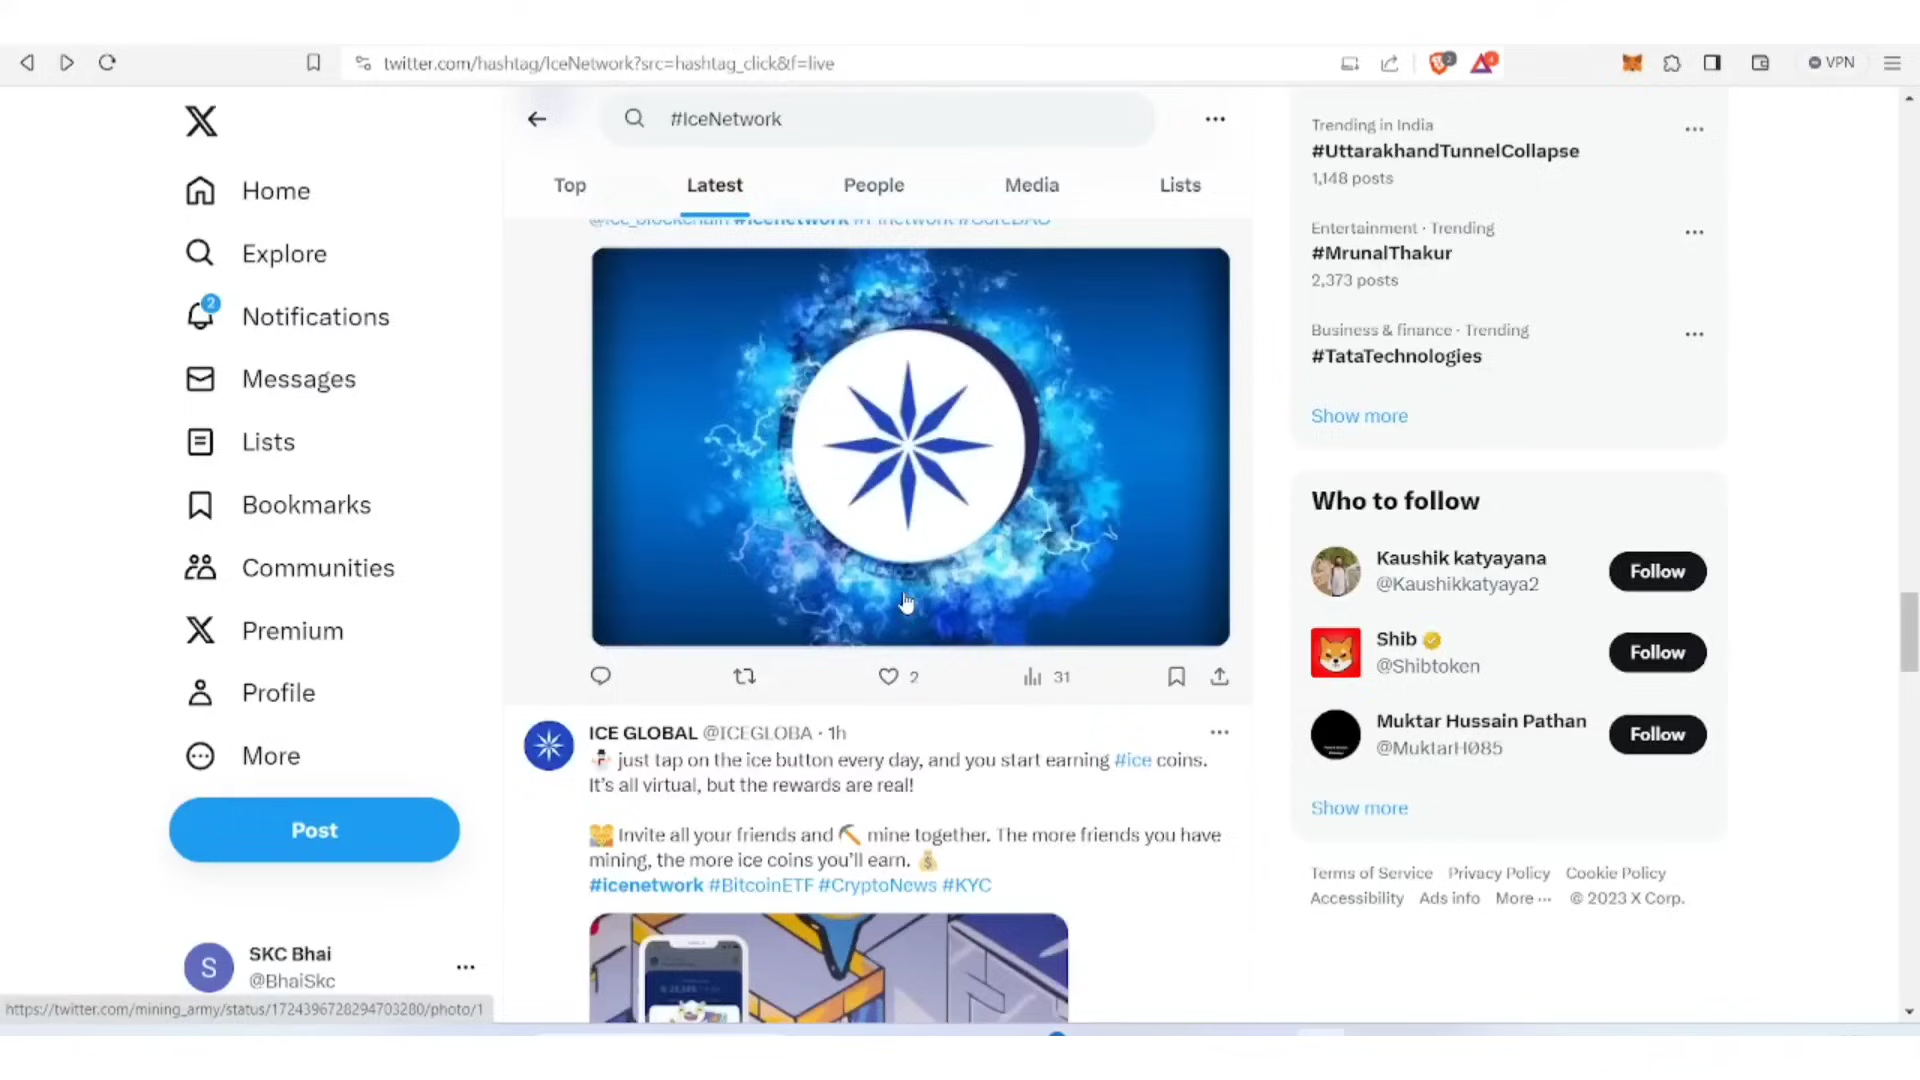 twitter.com/hashtag/IceNetwork?src=hashtag_click&f=live
2
4
VPN
#IceNetwork
Top
Latest
People
Media
Lists
Home
Explore
2
Notifications
Messages
Lists
Bookmarks
Communities
Premium
Profile
More
Post
S
SKC Bhai
@BhaiSkc
@ice_blockchain #icenetwork #Pinetwork #CoreDAO
2
31
ICE GLOBAL @ICEGLOBA · 1h
just tap on the ice button every day, and you start earning #ice coins.
It's all virtual, but the rewards are real!
Invite all your friends and mine together. The more friends you have
mining, the more ice coins you'll earn.
#icenetwork #BitcoinETF #CryptoNews #KYC
Trending in India
#UttarakhandTunnelCollapse
1,148 posts
Entertainment · Trending
#MrunalThakur
2,373 posts
Business & finance · Trending
#TataTechnologies
Show more
Who to follow
Kaushik katyayana
@Kaushikkatyaya2
Follow
Shib
@Shibtoken
Follow
Muktar Hussain Pathan
@MuktarH085
Follow
Show more
Terms of Service Privacy Policy Cookie Policy
Accessibility Ads info More ··· © 2023 X Corp.
https://twitter.com/mining_army/status/1724396728294703280/photo/1